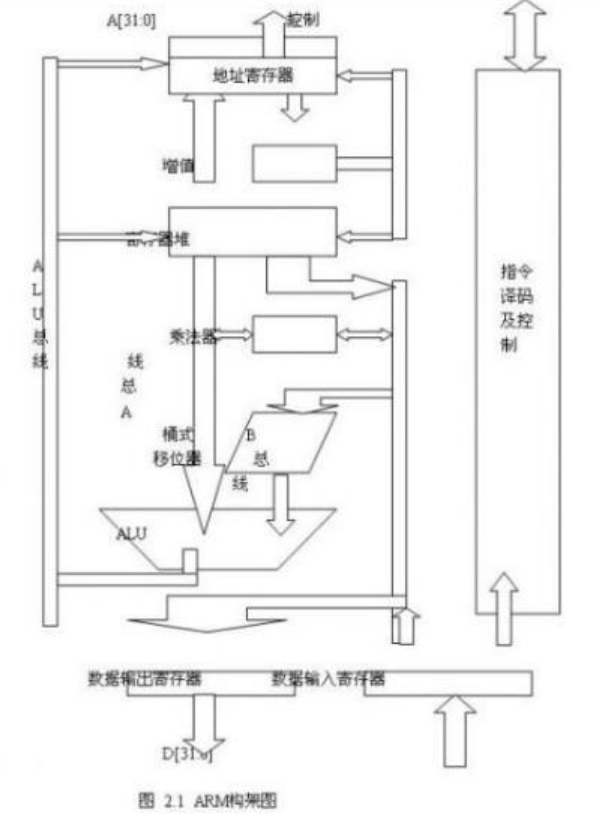 A[31:0]
控制
地址寄存器
增值
寄存器堆
ALU总线
指令
译码
及控
制
乘法器
线
总
A
桶式
移位器
B
总
线
ALU
数据输出寄存器
数据输入寄存器
D[31:0]
图 2.1 ARM构架图